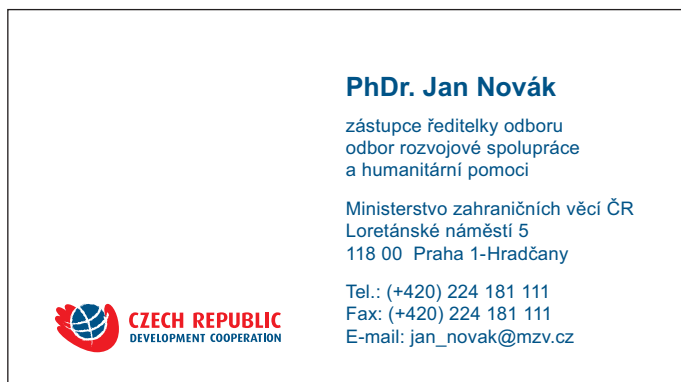 PhDr. Jan Novák
zástupce ředitelky odboru
odbor rozvojové spolupráce
a humanitární pomoci
Ministerstvo zahraničních věcí ČR
Loretánské náměstí 5
118 00  Praha 1-Hradčany
Tel.: (+420) 224 181 111
Fax: (+420) 224 181 111
E-mail: jan_novak@mzv.cz
CZECH REPUBLIC
DEVELOPMENT COOPERATION